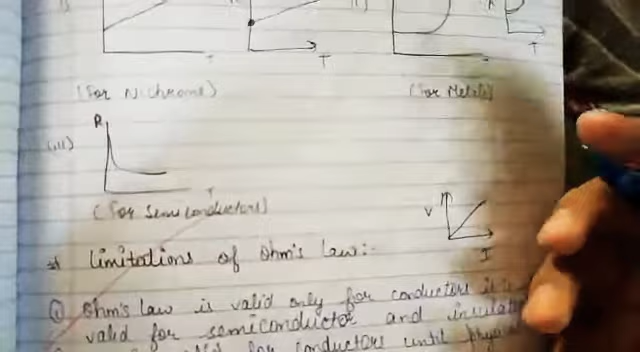 T
T
T
(For Nichrome)
(For Metals)
R
(iii)
T
(For semiconductors)
V
I
Limitations of Ohm's law:-
① Ohm's law is valid only for conductors
valid for semiconductor and
for conductors until